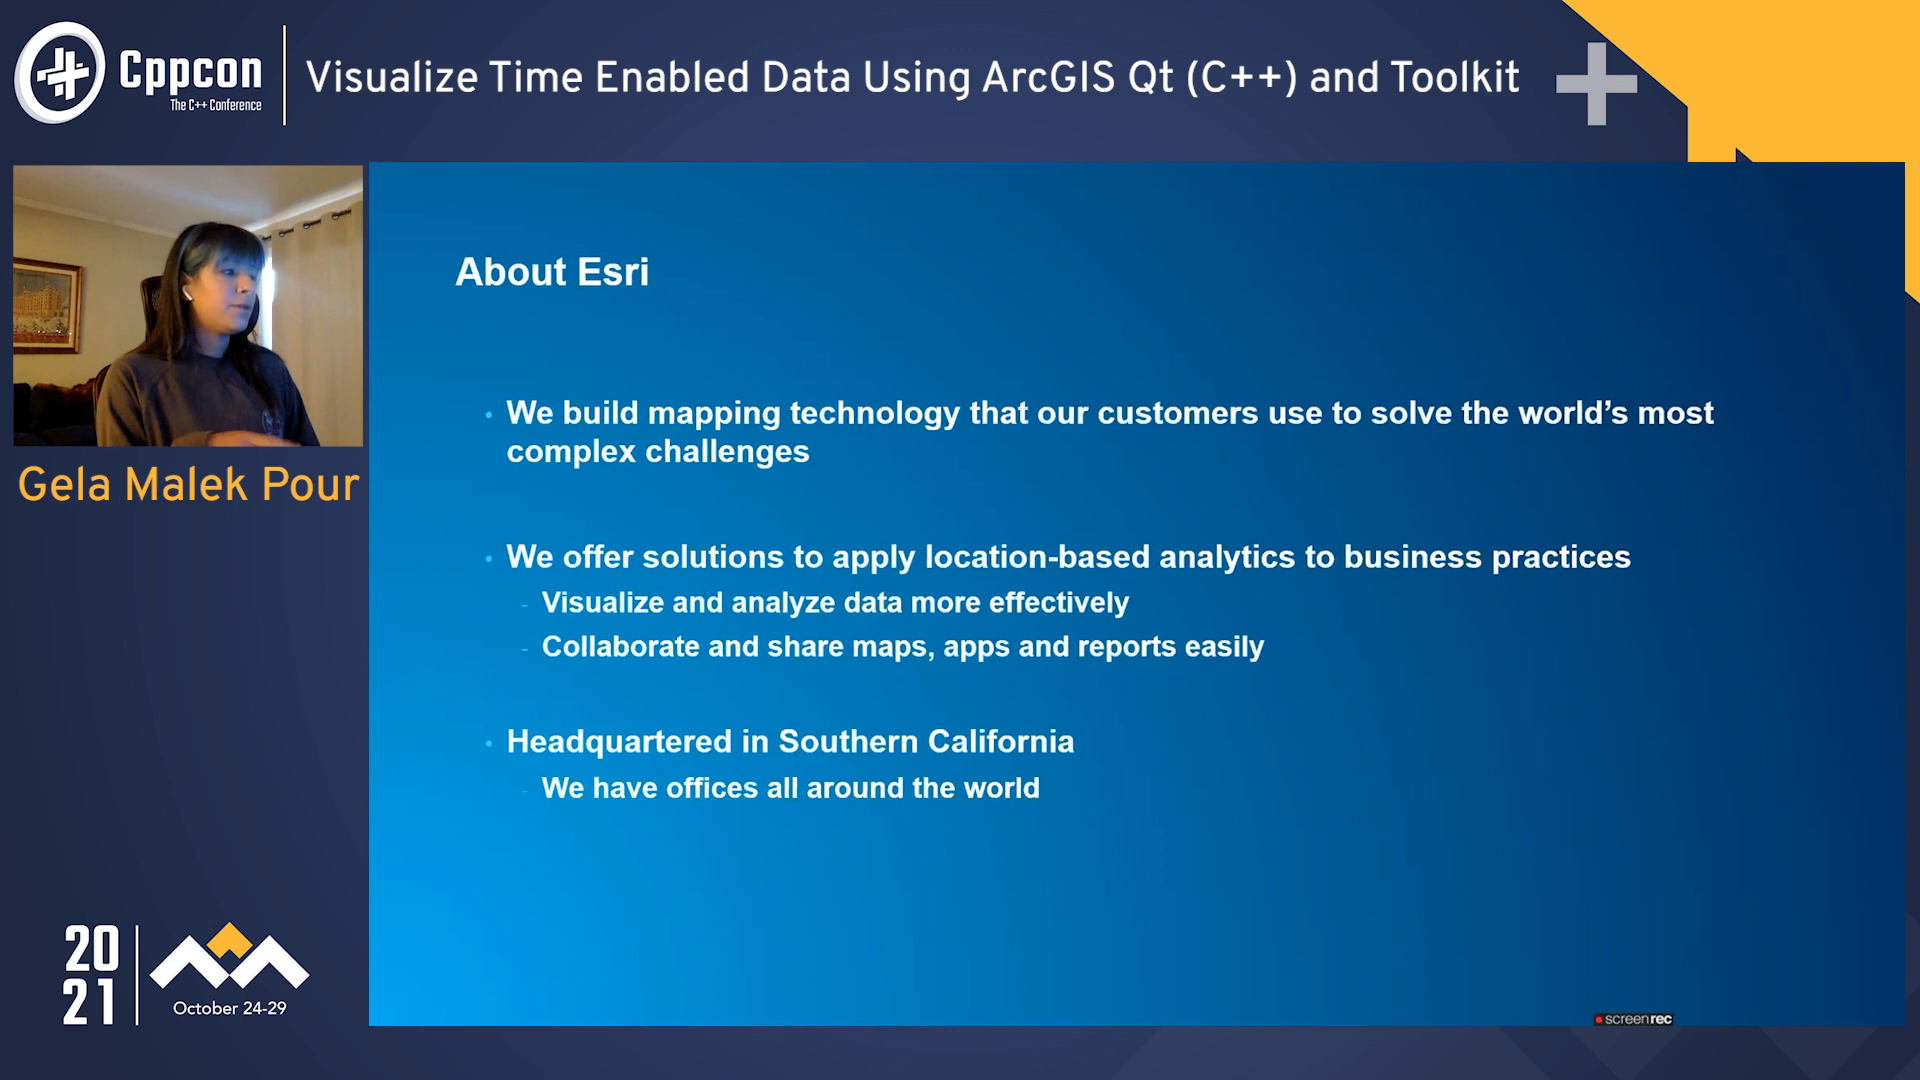 Cppcon
The C++ Conference
Visualize Time Enabled Data Using ArcGIS Qt (C++) and Toolkit
Gela Malek Pour
About Esri
We build mapping technology that our customers use to solve the world’s most
complex challenges
We offer solutions to apply location-based analytics to business practices
Visualize and analyze data more effectively
Collaborate and share maps, apps and reports easily
Headquartered in Southern California
We have offices all around the world
20
21
October 24-29
screenrec